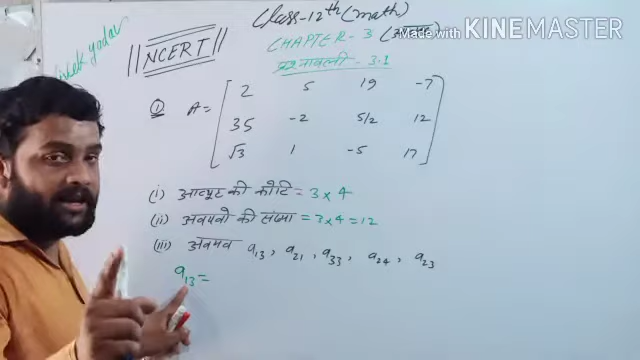 Class-12th (math)
Made with KINEMASTER
||NCERT||
CHAPTER-3 (आव्यूह)
प्रश्नावली-3.1
yadav
① A = [ 2 5 19 -7
35 -2 5/2 12
√3 1 -5 17 ]
(i) आव्यूह की कोटि = 3 × 4
(ii) अवयवों की संख्या = 3 × 4 = 12
(iii) अवयव a13, a21, a33, a24, a23
a13 =